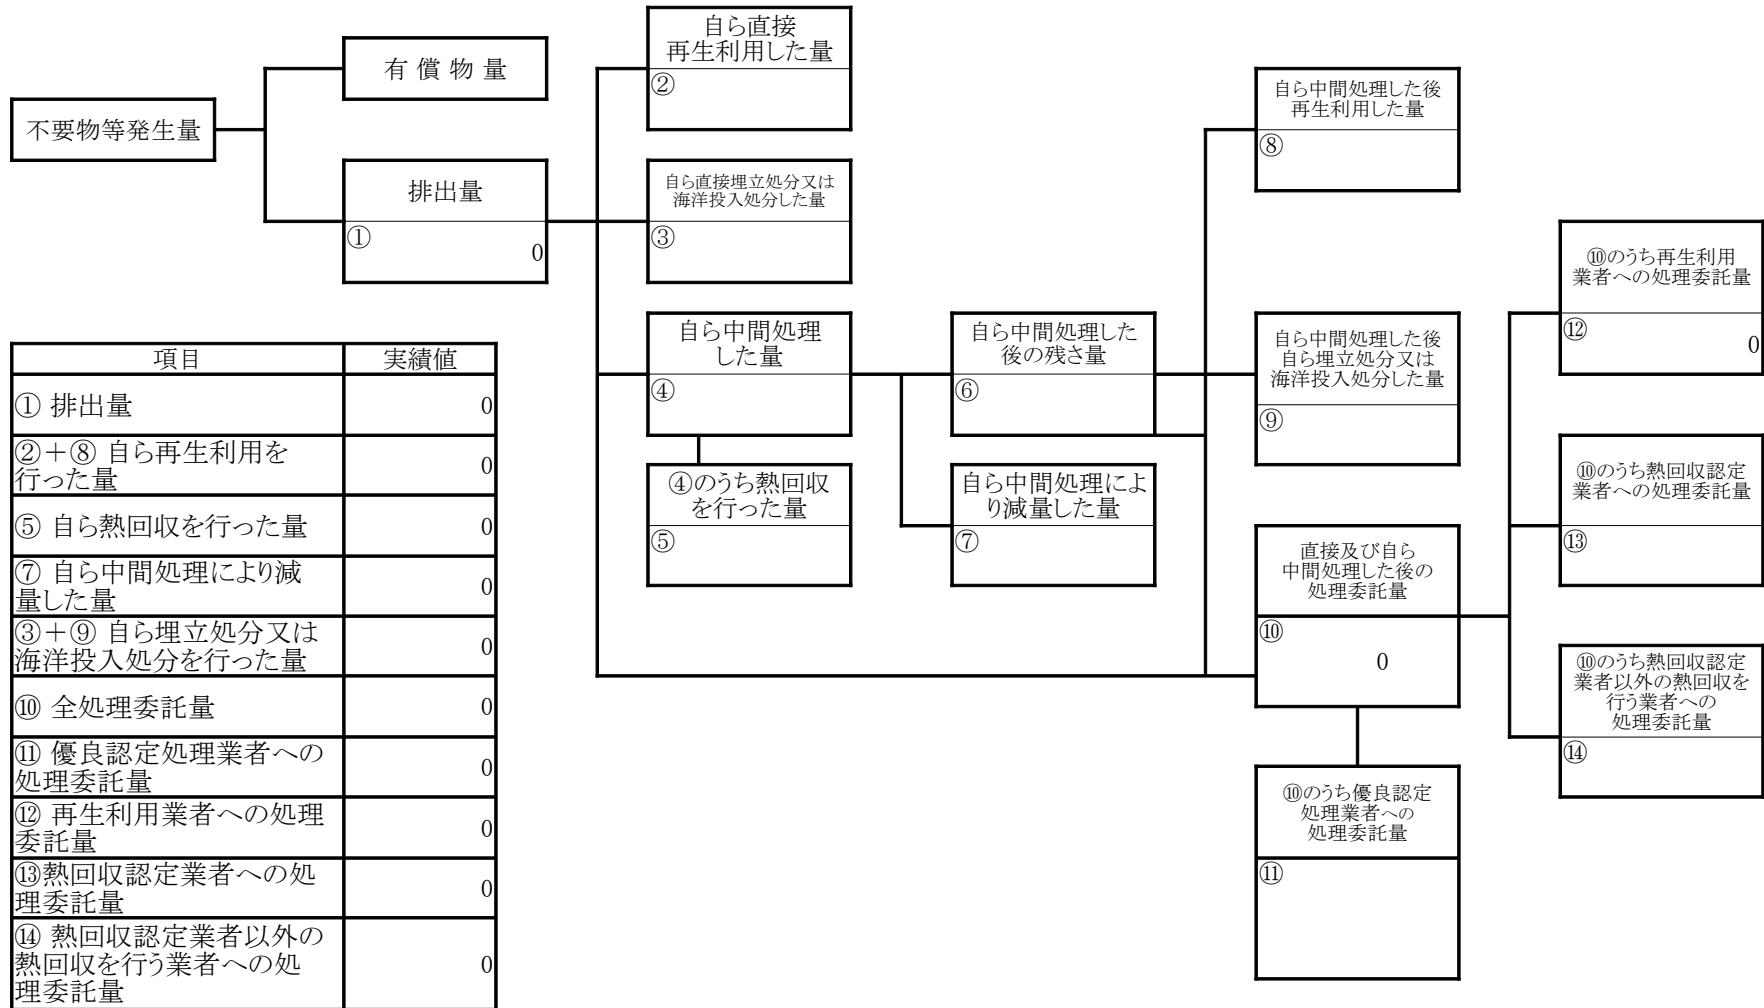 不要物等発生量
有 償 物 量
排出量
①
0
自ら直接
再生利用した量
②
自ら直接埋立処分又は
海洋投入処分した量
③
自ら中間処理
した量
④
④のうち熱回収
を行った量
⑤
自ら中間処理した
後の残さ量
⑥
自ら中間処理によ
り減量した量
⑦
自ら中間処理した後
再生利用した量
⑧
自ら中間処理した後
自ら埋立処分又は
海洋投入処分した量
⑨
直接及び自ら
中間処理した後の
処理委託量
⑩
0
⑩のうち優良認定
処理業者への
処理委託量
⑪
⑩のうち再生利用
業者への処理委託量
⑫
0
⑩のうち熱回収認定
業者への処理委託量
⑬
⑩のうち熱回収認定
業者以外の熱回収を
行う業者への
処理委託量
⑭
項目 実績値
① 排出量 0
②＋⑧ 自ら再生利用を
行った量 0
⑤ 自ら熱回収を行った量 0
⑦ 自ら中間処理により減
量した量 0
③＋⑨ 自ら埋立処分又は
海洋投入処分を行った量 0
⑩ 全処理委託量 0
⑪ 優良認定処理業者への
処理委託量 0
⑫ 再生利用業者への処理
委託量 0
⑬熱回収認定業者への処
理委託量 0
⑭ 熱回収認定業者以外の
熱回収を行う業者への処
理委託量 0